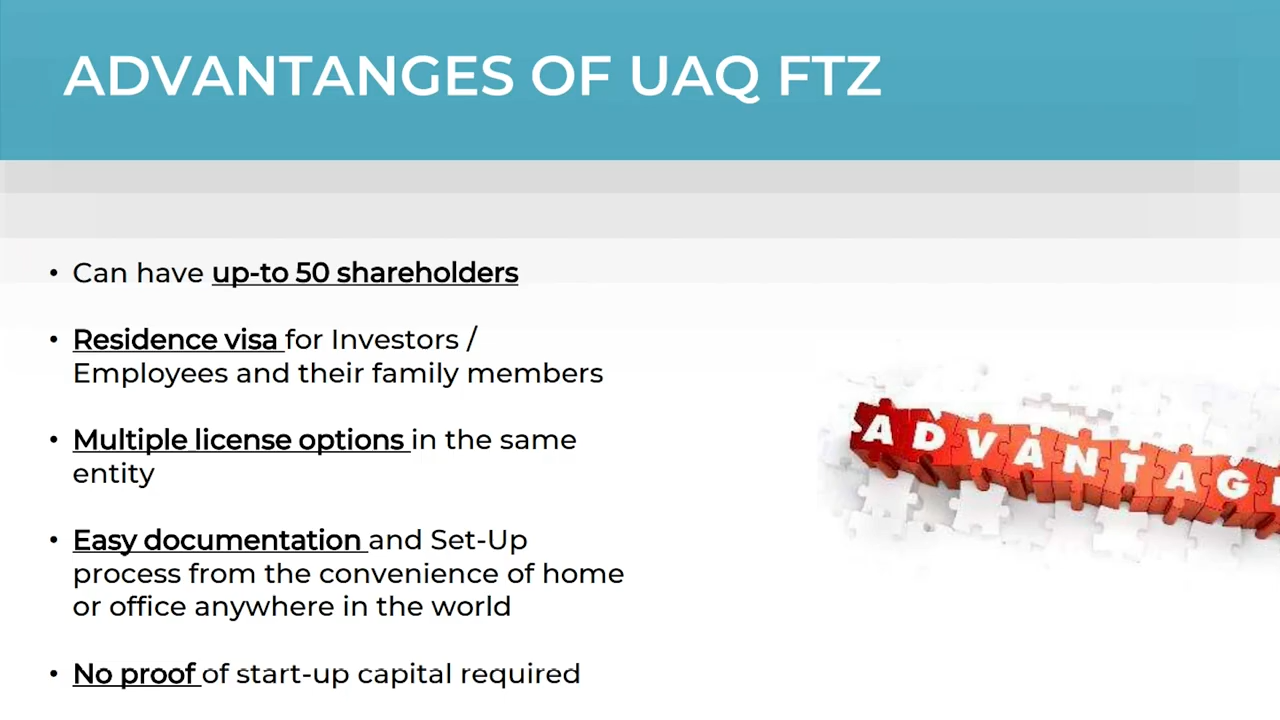 ADVANTANGES OF UAQ FTZ
• Can have up-to 50 shareholders
• Residence visa for Investors /
Employees and their family members
• Multiple license options in the same
entity
• Easy documentation and Set-Up
process from the convenience of home
or office anywhere in the world
• No proof of start-up capital required
ADVANTAG